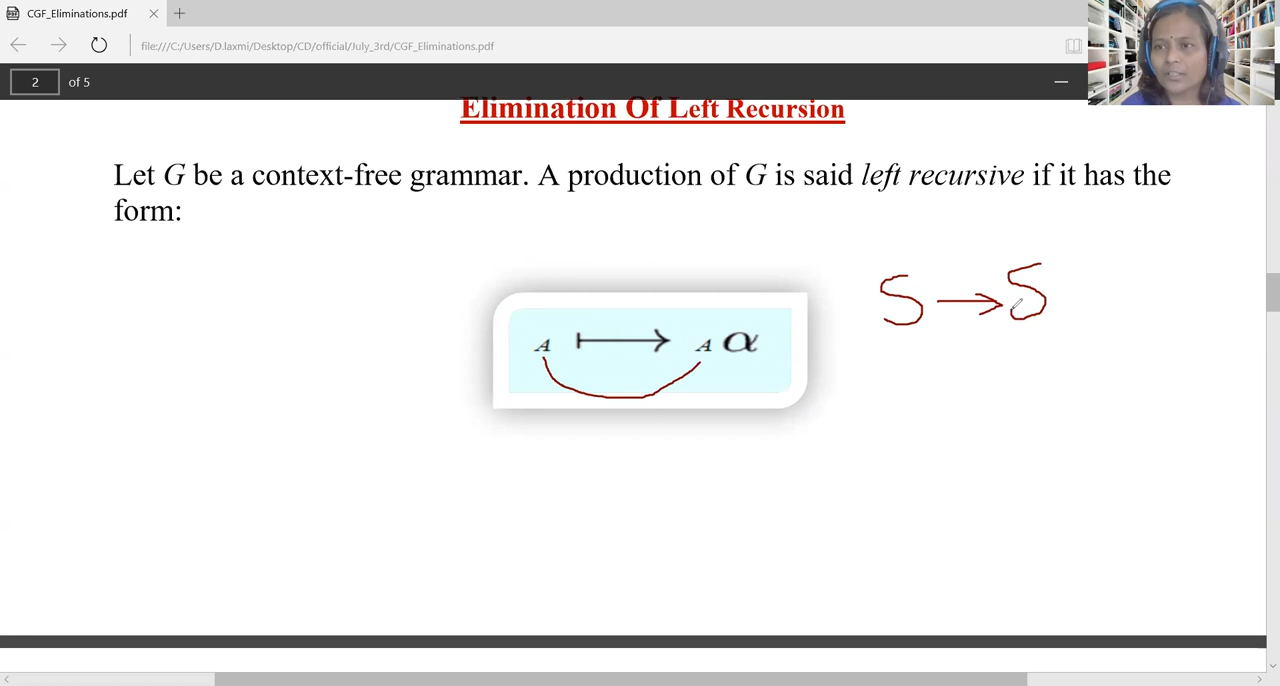 CGF_Eliminations.pdf
file:///C:/Users/D.laxmi/Desktop/CD/official/July_3rd/CGF_Eliminations.pdf
2 of 5
Elimination Of Left Recursion
Let G be a context-free grammar. A production of G is said left recursive if it has the
form:
S → S
A ↦ A α